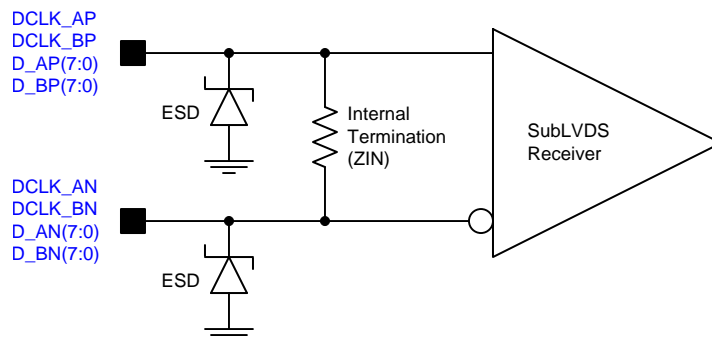 DCLK_AP
DCLK_BP
D_AP(7:0)
D_BP(7:0)
ESD
Internal
Termination
(ZIN)
SubLVDS
Receiver
DCLK_AN
DCLK_BN
D_AN(7:0)
D_BN(7:0)
ESD